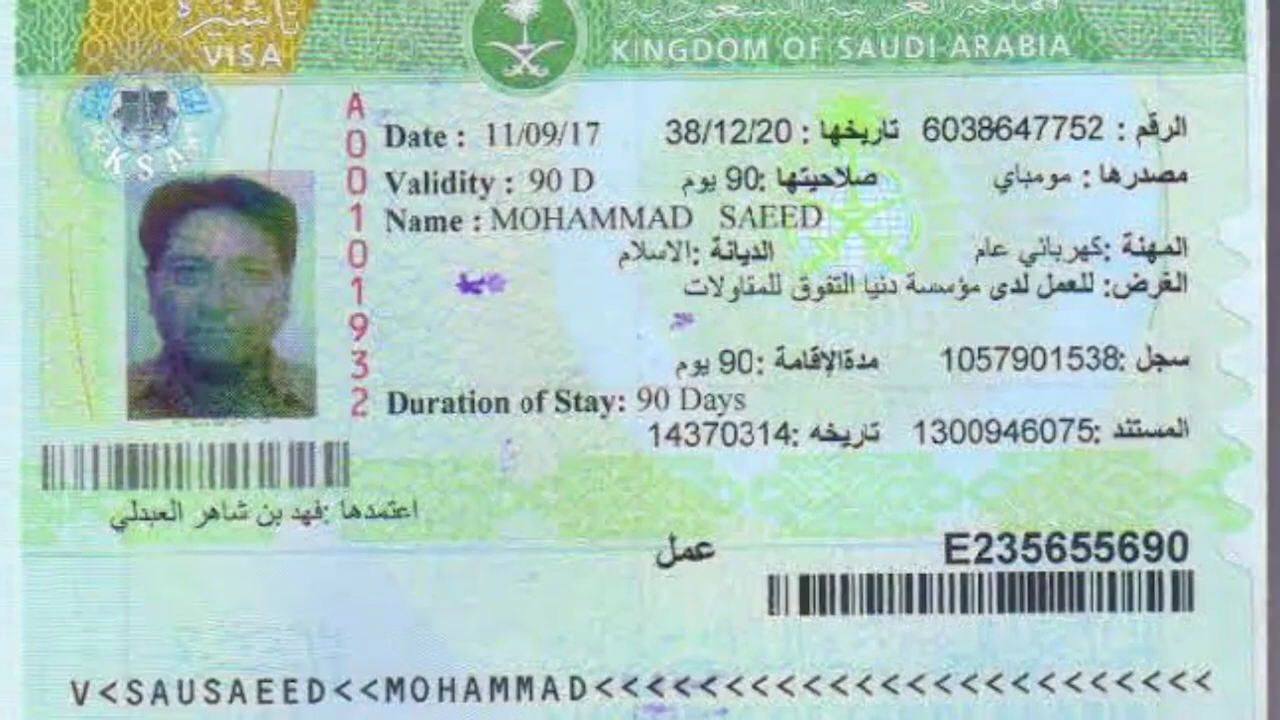 تأشيرة
VISA
المملكة العربية السعودية
KINGDOM OF SAUDI ARABIA
KSA
A00101932
Date : 11/09/17 تاريخها : 38/12/20 الرقم : 6038647752
Validity : 90 D صلاحيتها: 90 يوم مصدرها : مومباي
Name : MOHAMMAD SAEED
المهنة :كهربائي عام الديانة :الاسلام
الغرض: للعمل لدى مؤسسة دنيا التفوق للمقاولات
سجل :1057901538 مدةالإقامة :90 يوم
Duration of Stay: 90 Days
المستند :1300946075 تاريخه :14370314
اعتمدها :فهد بن شاهر العبدلي
عمل E235655690
V<SAUSAEED<<MOHAMMAD<<<<<<<<<<<<<<<<<<<<<<<<